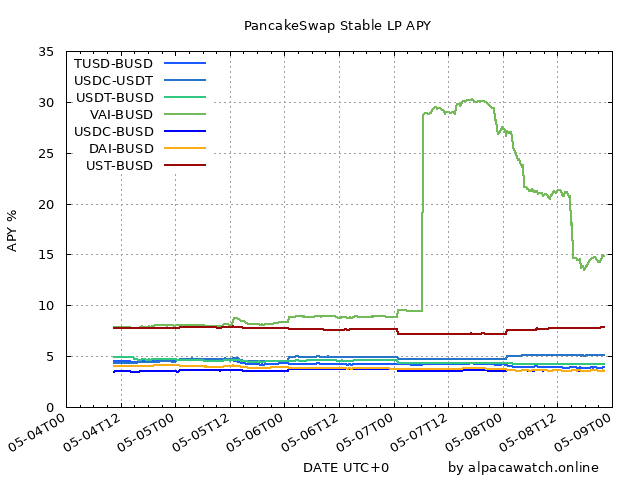 PancakeSwap Stable LP APY
35
30
25
20
15
10
5
0
APY %
TUSD-BUSD
USDC-USDT
USDT-BUSD
VAI-BUSD
USDC-BUSD
DAI-BUSD
UST-BUSD
05-04T00
05-04T12
05-05T00
05-05T12
05-06T00
05-06T12
05-07T00
05-07T12
05-08T00
05-08T12
05-09T00
DATE UTC+0
by alpacawatch.online